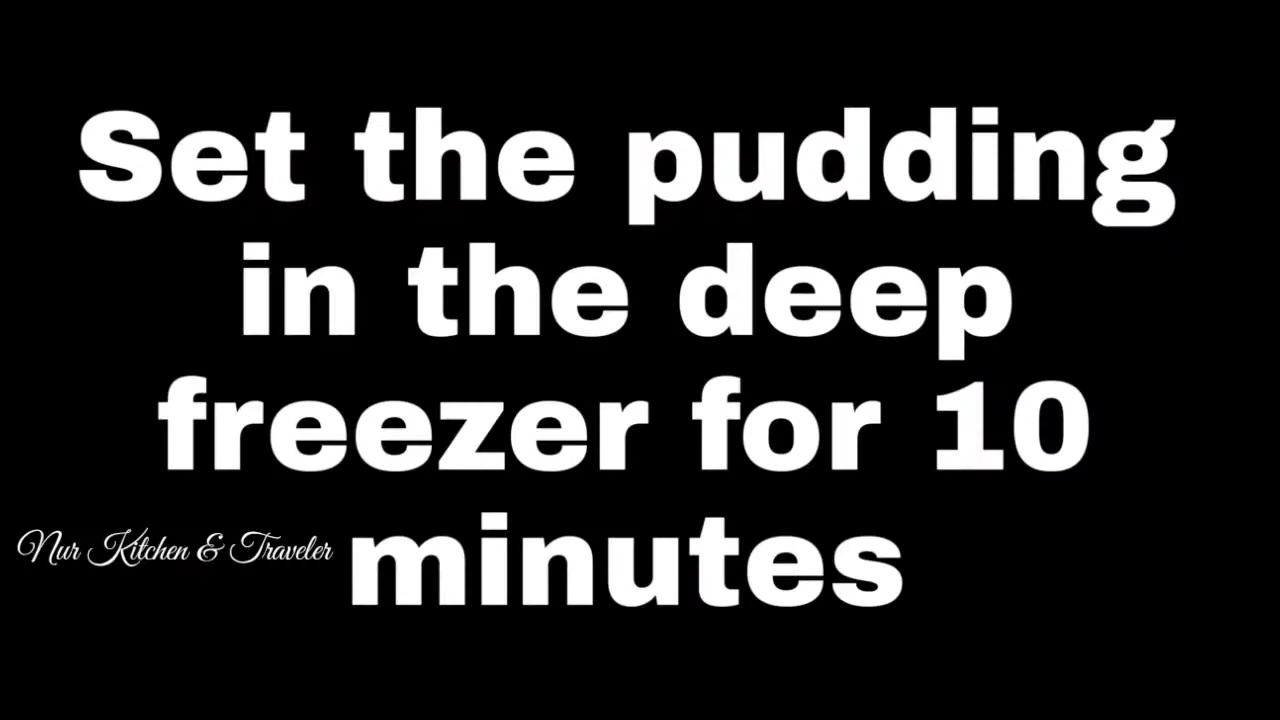 Set the pudding
in the deep
freezer for 10
minutes
Nur Kitchen & Traveler